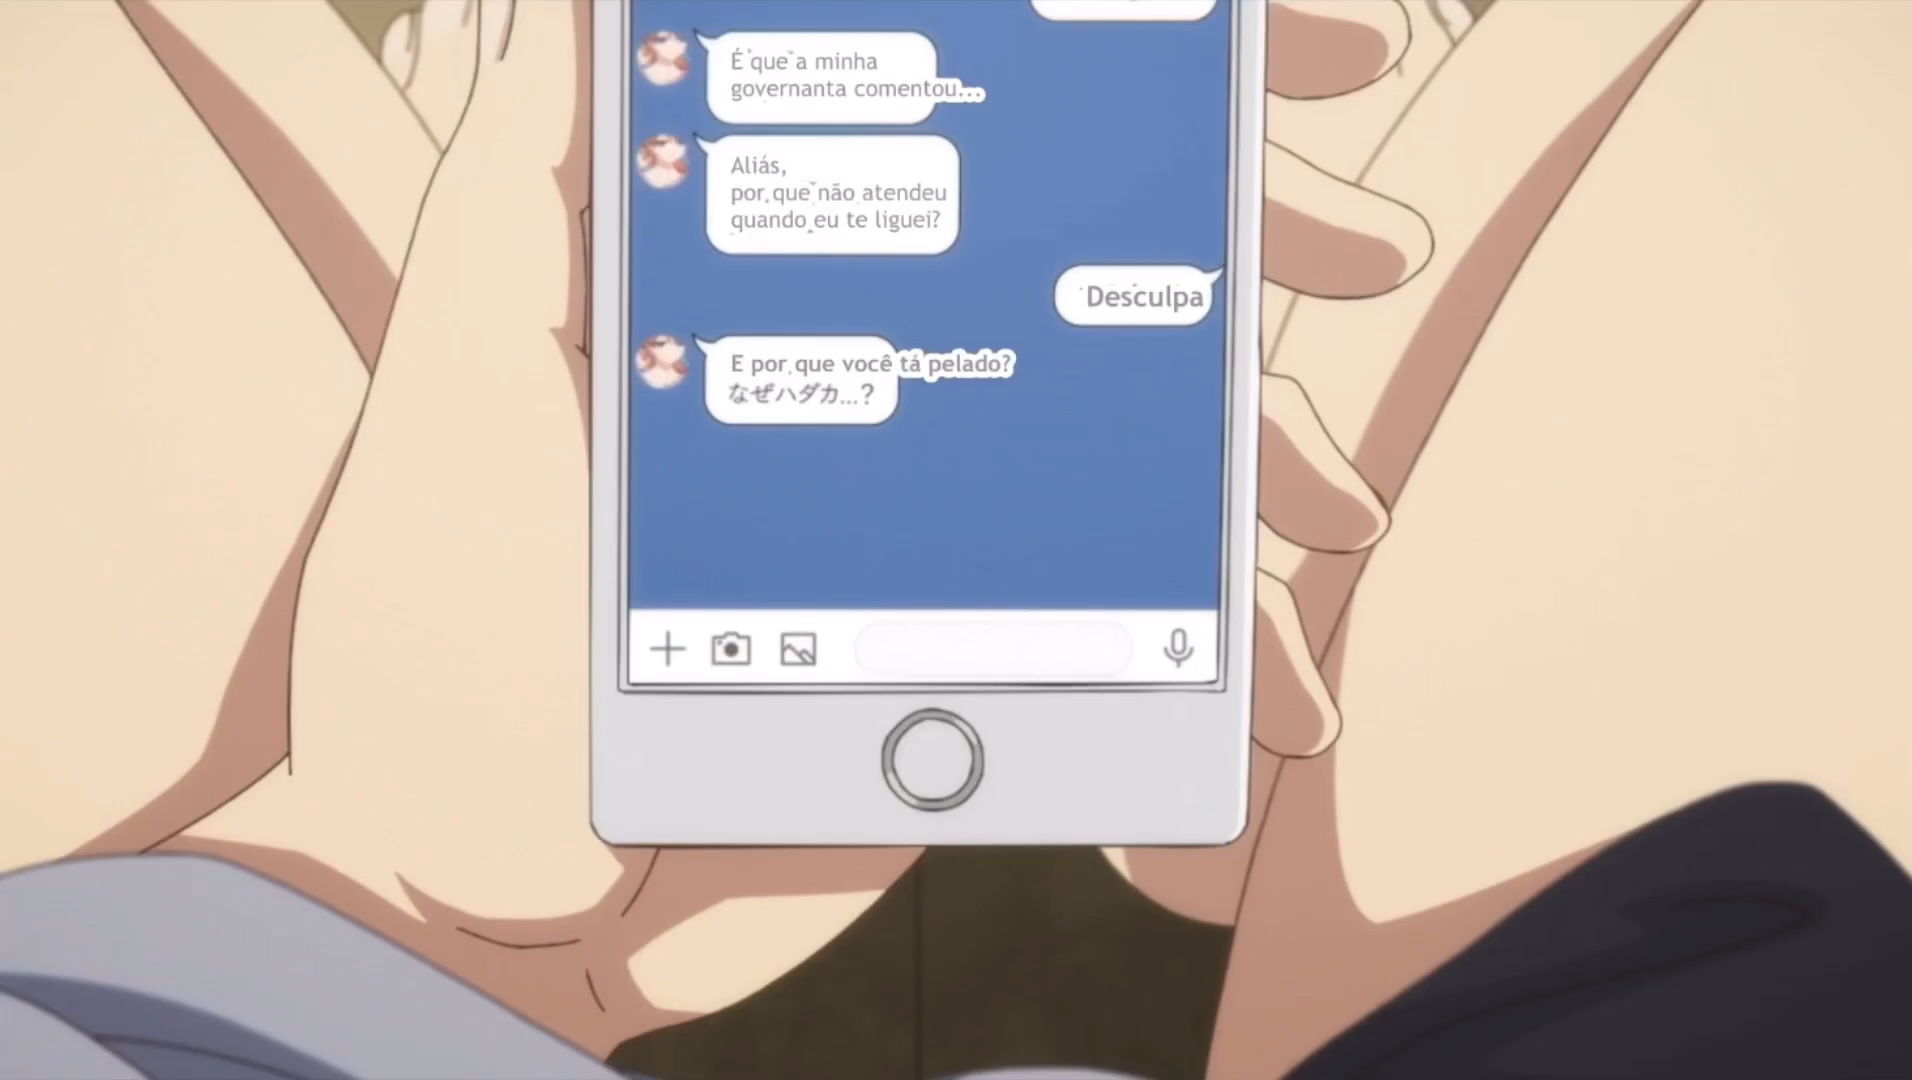 É que a minha
governanta comentou...
Aliás,
por que não atendeu
quando eu te liguei?
Desculpa
E por que você tá pelado?
なぜハダカ...?